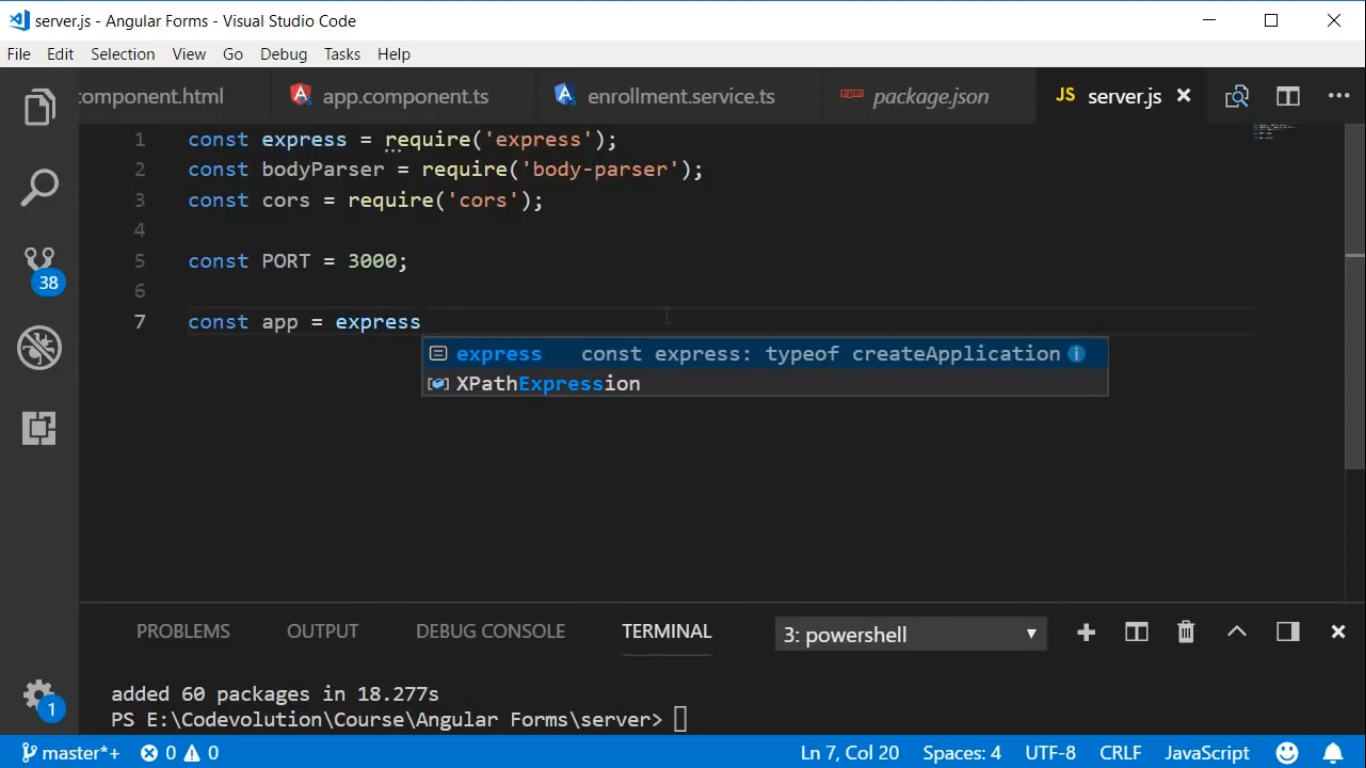 server.js - Angular Forms - Visual Studio Code
File Edit Selection View Go Debug Tasks Help
component.html app.component.ts enrollment.service.ts package.json JS server.js
1 const express = require('express');
2 const bodyParser = require('body-parser');
3 const cors = require('cors');
4
5 const PORT = 3000;
6
7 const app = express
express const express: typeof createApplication
XPathExpression
38
1
PROBLEMS OUTPUT DEBUG CONSOLE TERMINAL 3: powershell
added 60 packages in 18.277s
PS E:\Codevolution\Course\Angular Forms\server>
master*+ 0 0 Ln 7, Col 20 Spaces: 4 UTF-8 CRLF JavaScript